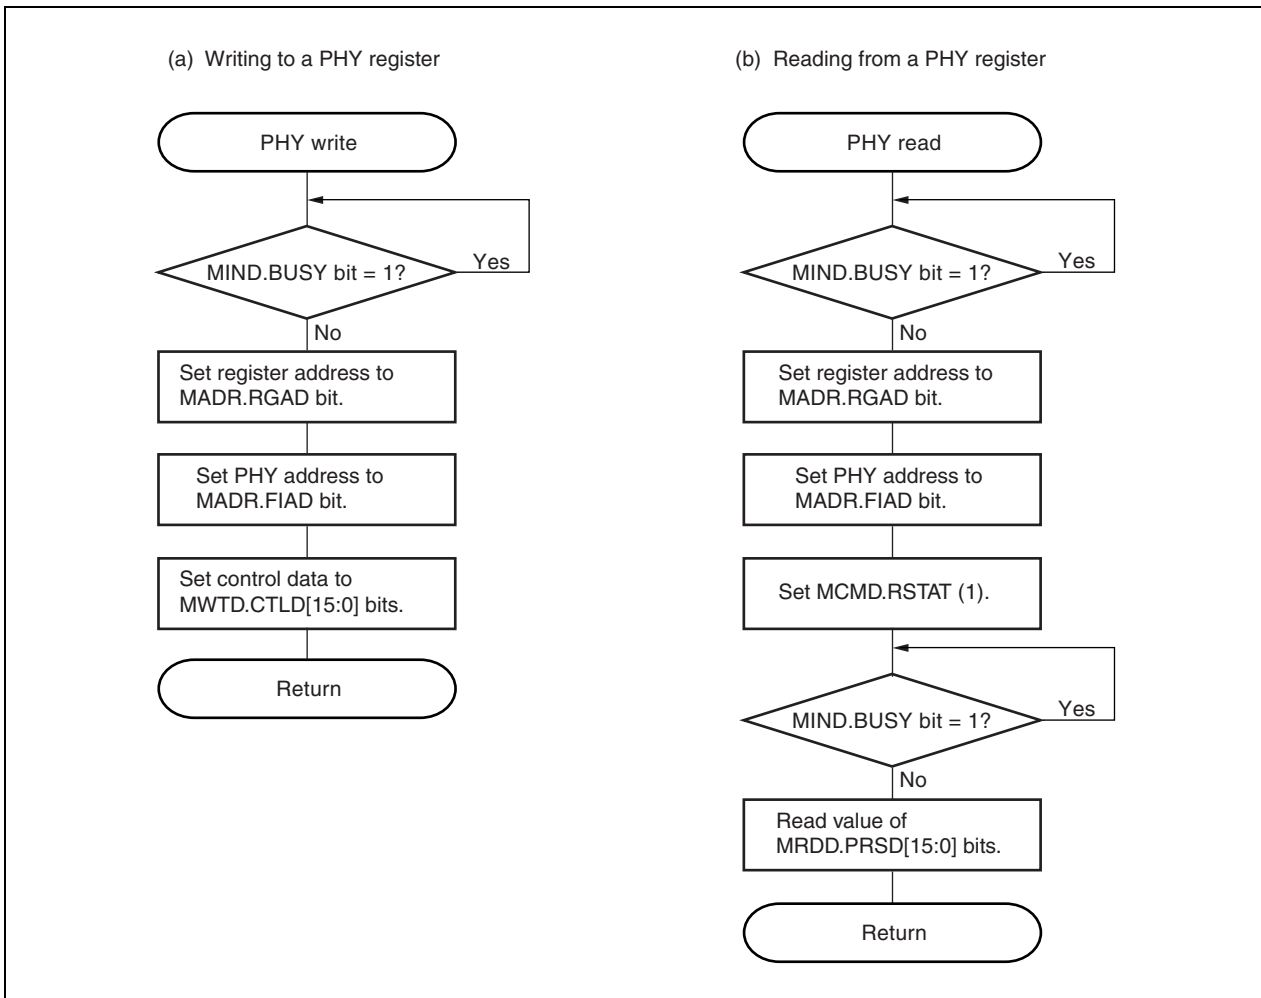 (a) Writing to a PHY register
PHY write
MIND.BUSY bit = 1?
Yes
No
Set register address to
MADR.RGAD bit.
Set PHY address to
MADR.FIAD bit.
Set control data to
MWTD.CTLD[15:0] bits.
Return
(b) Reading from a PHY register
PHY read
MIND.BUSY bit = 1?
Yes
No
Set register address to
MADR.RGAD bit.
Set PHY address to
MADR.FIAD bit.
Set MCMD.RSTAT (1).
MIND.BUSY bit = 1?
Yes
No
Read value of
MRDD.PRSD[15:0] bits.
Return